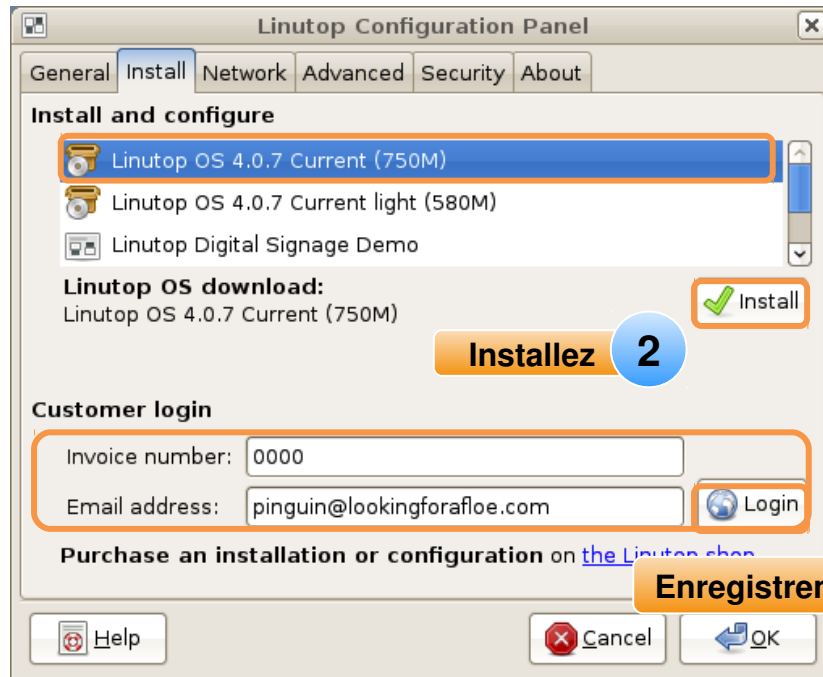 Linutop Configuration Panel
General Install Network Advanced Security About
Install and configure
Linutop OS 4.0.7 Current (750M)
Linutop OS 4.0.7 Current light (580M)
Linutop Digital Signage Demo
Linutop OS download:
Linutop OS 4.0.7 Current (750M)
Install
Installez 2
Customer login
Invoice number: 0000
Email address: pinguin@lookingforafloe.com
Login
Purchase an installation or configuration on the Linutop shop
Enregistrer
Help Cancel OK